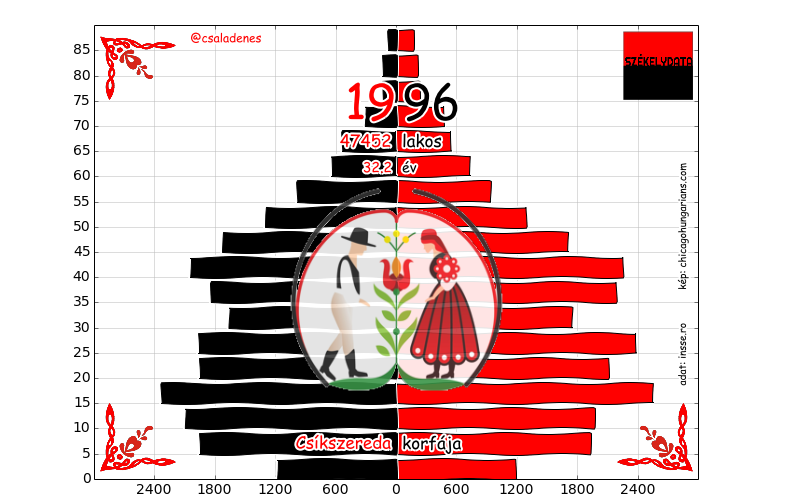 @csaladenes
SZÉKELYDATA
1996
47452 lakos
32.2 év
Csíkszereda korfája
kép: chicagohungarians.com
adat: insse.ro
85
80
75
70
65
60
55
50
45
40
35
30
25
20
15
10
5
0
2400 1800 1200 600 0 600 1200 1800 2400